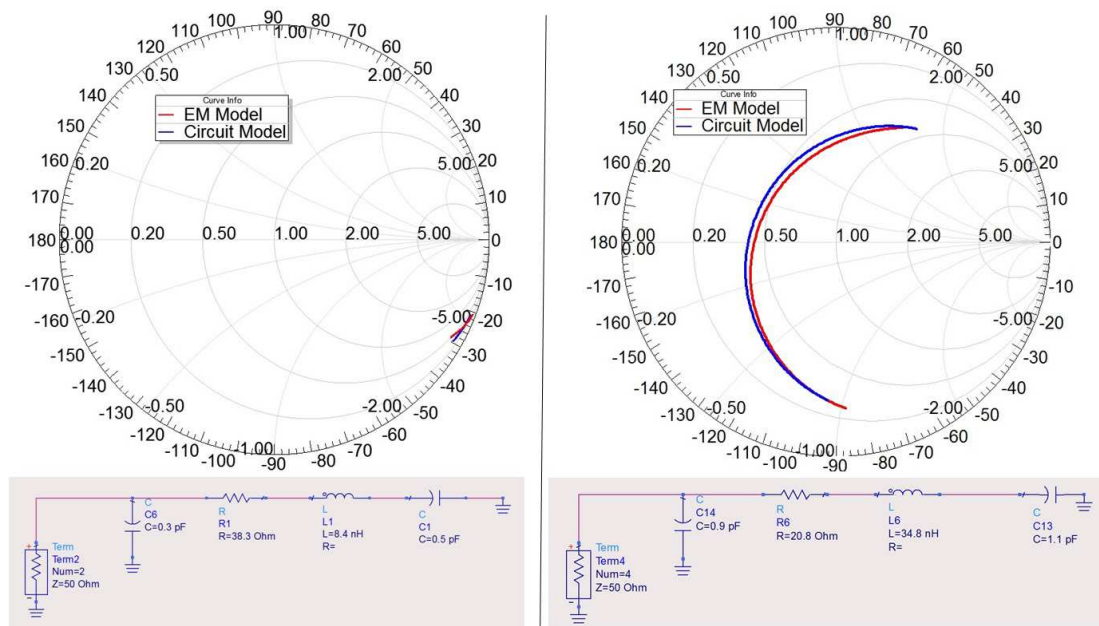 100
90
80
110
1.00
70
120
60
130
0.50
2.00
50
140
40
Curve Info
EM Model
Circuit Model
150
30
160
0.20
5.00
20
170
10
180
0.00
0.00
0.20
0.50
1.00
2.00
5.00
0
-170
-10
-160
-0.20
-5.00
-20
-150
-30
-140
-40
-130
-0.50
-2.00
-50
-120
-60
-110
-1.00
-70
-100
-90
-80
C
C6
C=0.3 pF
R
R1
R=38.3 Ohm
L
L1
L=8.4 nH
R=
C
C1
C=0.5 pF
+
Term
Term2
Num=2
Z=50 Ohm
-
100
90
80
110
1.00
70
120
60
130
0.50
2.00
50
140
40
Curve Info
EM Model
Circuit Model
150
30
160
0.20
5.00
20
170
10
180
0.00
0.00
0.20
0.50
1.00
2.00
5.00
0
-170
-10
-160
-0.20
-5.00
-20
-150
-30
-140
-40
-130
-0.50
-2.00
-50
-120
-60
-110
-1.00
-70
-100
-90
-80
C
C14
C=0.9 pF
R
R6
R=20.8 Ohm
L
L6
L=34.8 nH
R=
C
C13
C=1.1 pF
+
Term
Term4
Num=4
Z=50 Ohm
-